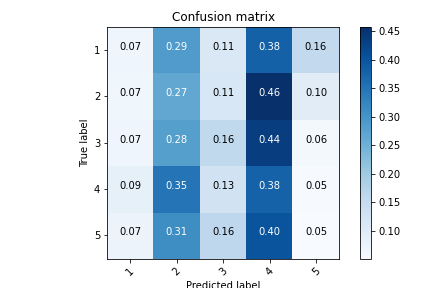 Confusion matrix
1 0.07 0.29 0.11 0.38 0.16
2 0.07 0.27 0.11 0.46 0.10
3 0.07 0.28 0.16 0.44 0.06
4 0.09 0.35 0.13 0.38 0.05
5 0.07 0.31 0.16 0.40 0.05
True label
1 2 3 4 5
Predicted label
0.45
0.40
0.35
0.30
0.25
0.20
0.15
0.10